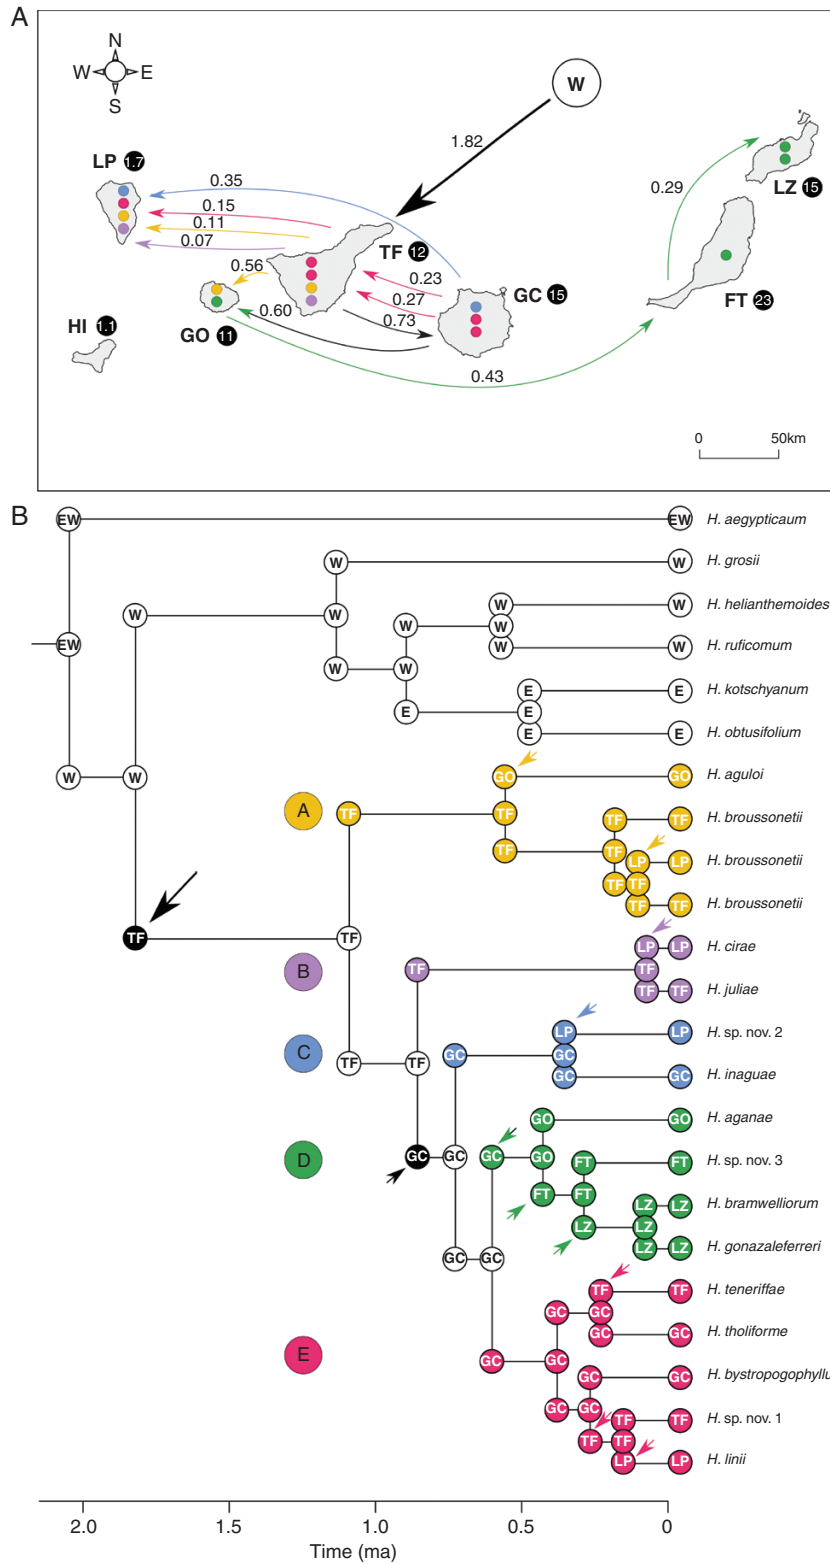 A
N
W E
S
W
1.82
LP 1.7
0.35
0.15
0.11
0.07
TF 12
0.56
0.23
0.27
GC 15
0.29
LZ 15
FT 23
HI 1.1
GO 11
0.60
0.73
0.43
0 50km
B
EW EW H. aegypticaum
W W H. grosii
W W H. helianthemoides
W W W
EW W W H. ruficomum
W W
E E H. kotschyanum
E E
E E H. obtusifolium
W W
GO GO H. aguloi
A TF TF TF TF H. broussonetii
TF TF LP LP H. broussonetii
TF TF
TF TF H. broussonetii
TF TF LP LP H. cirae
B TF TF
TF TF H. juliae
LP LP H. sp. nov. 2
C TF TF GC GC
GC GC H. inaguae
GO GO H. aganae
D GC GC GC GO FT FT H. sp. nov. 3
FT FT LZ LZ H. bramwelliorum
LZ LZ
LZ LZ H. gonazaleferreri
GC GC
TF TF H. teneriffae
GC GC
GC GC H. tholiforme
E GC GC
GC GC H. bystropogophyllu
GC GC TF TF H. sp. nov. 1
TF TF
LP LP H. linii
2.0 1.5 1.0 0.5 0
Time (ma)